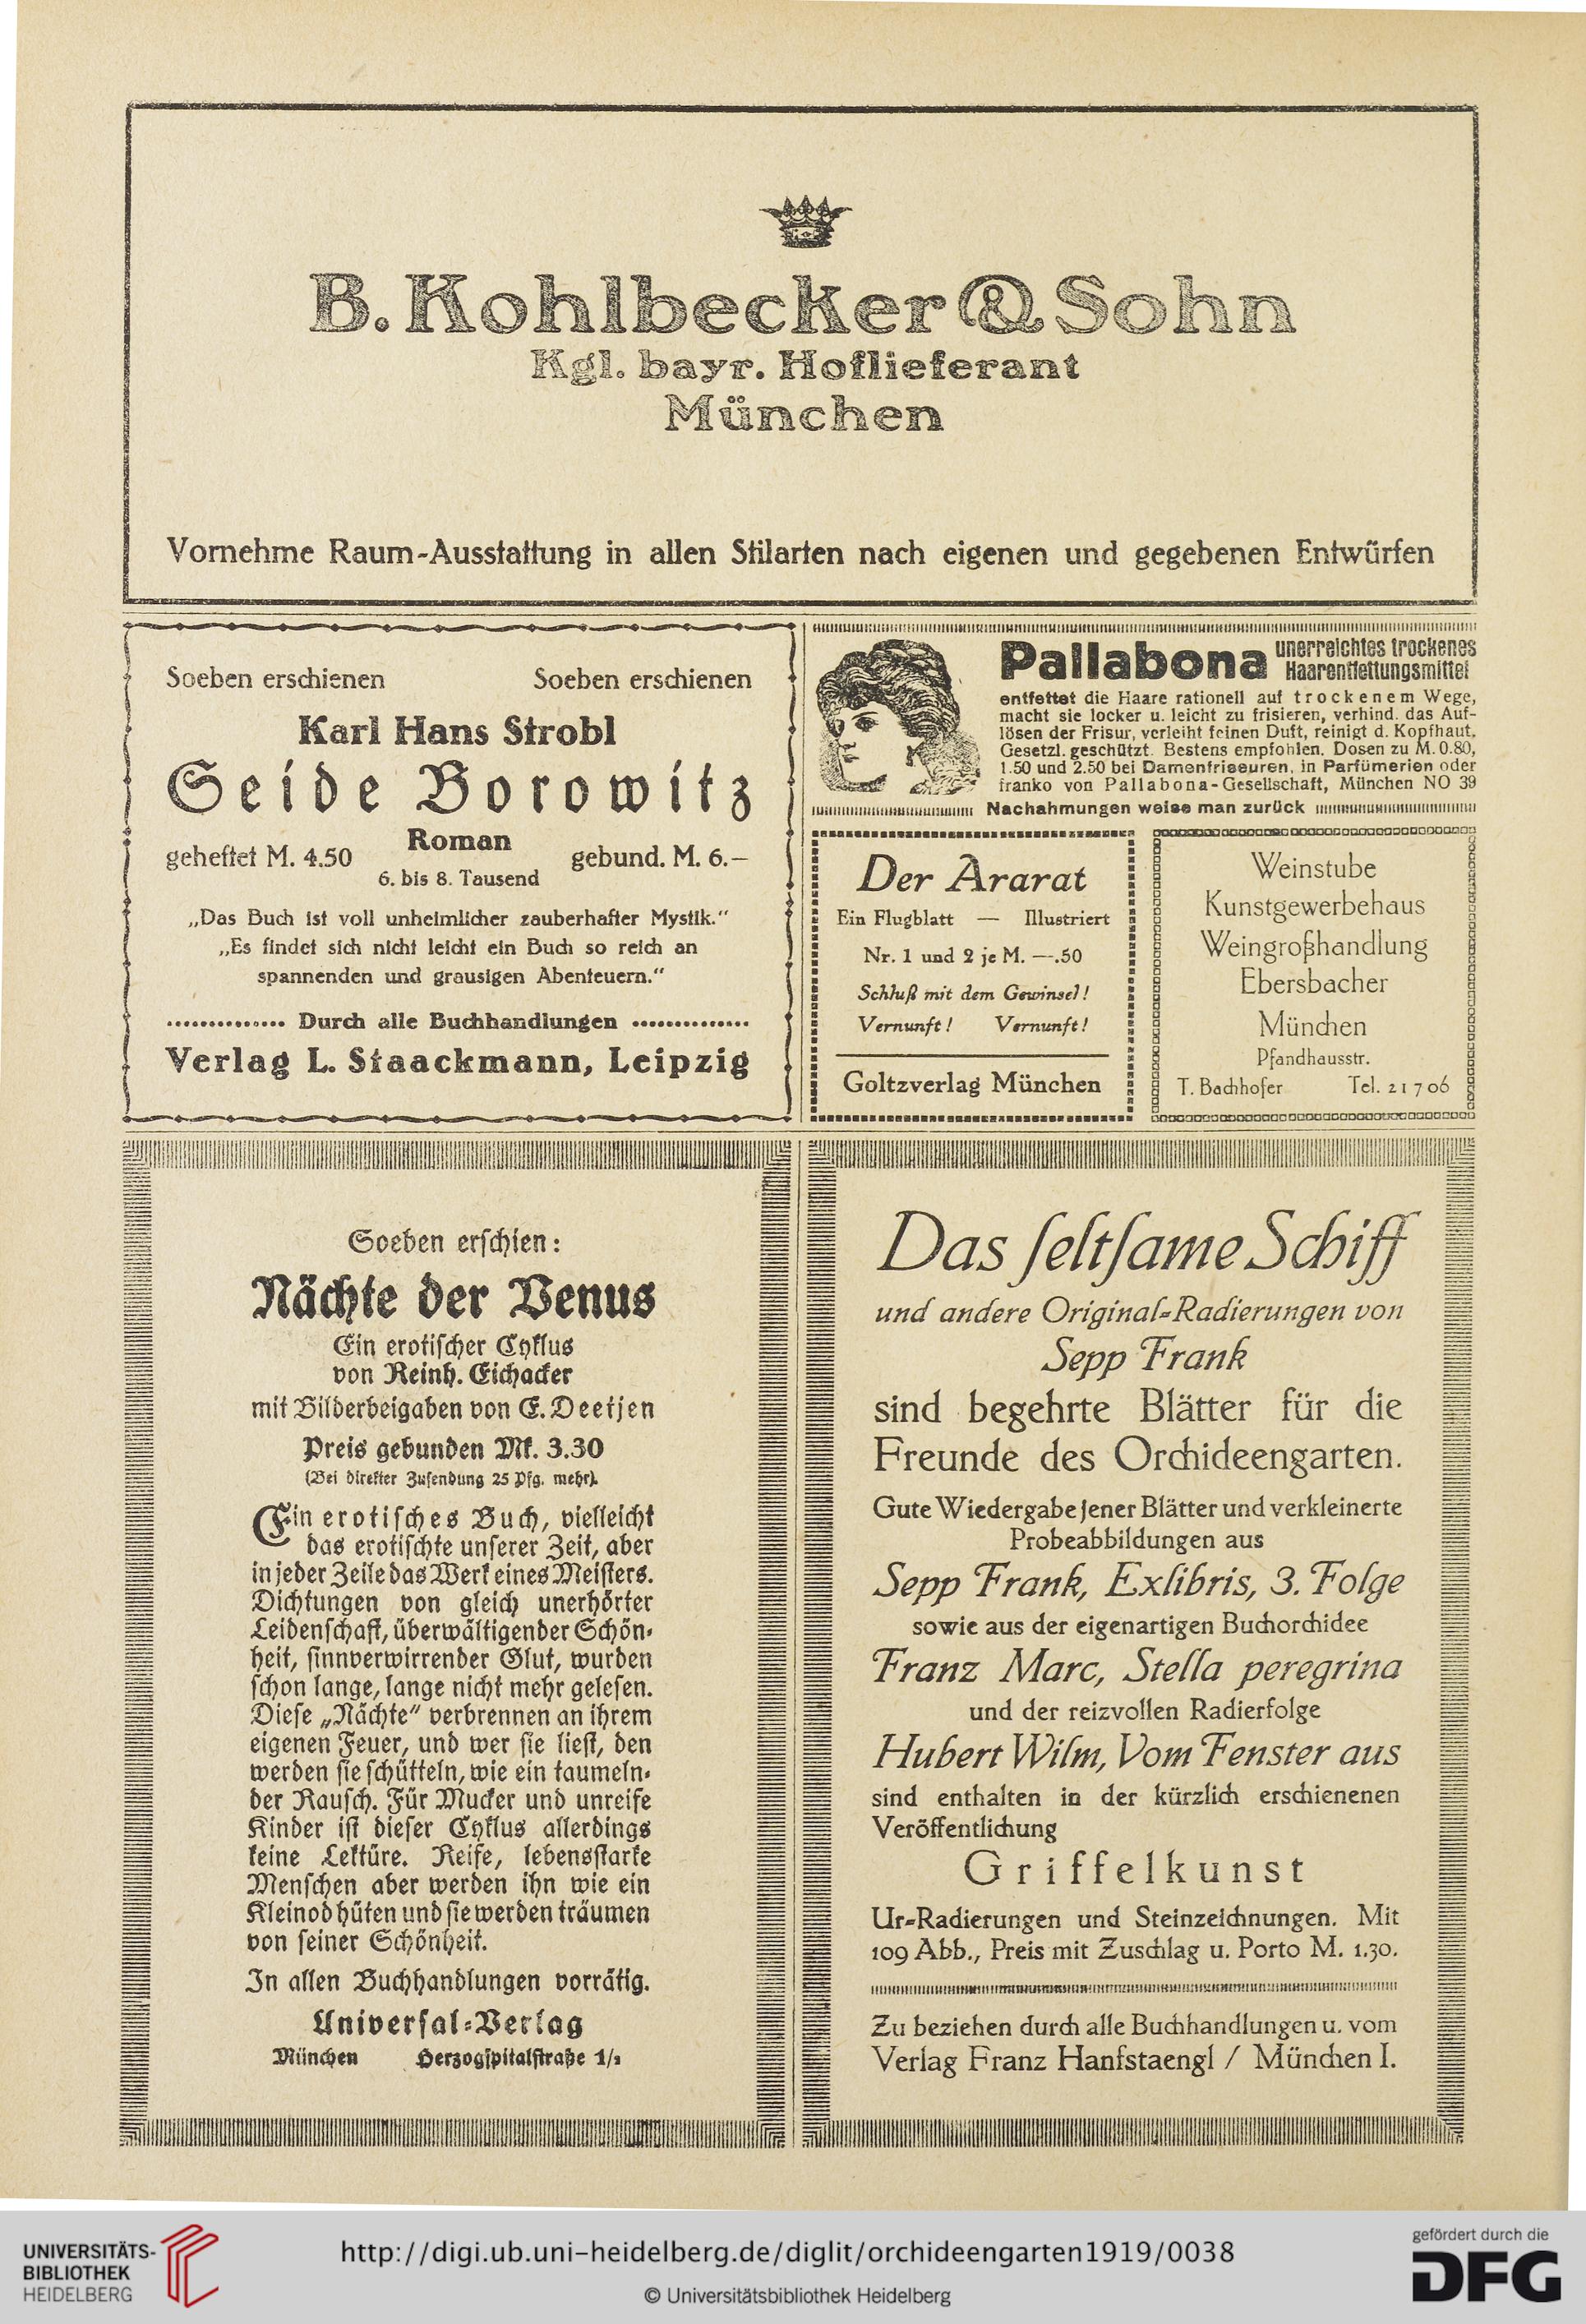 B. Kohlbecker & Sohn
Kgl. bayr. Hoflieferant
München
Vornehme Raum-Ausstattung in allen Stilarten nach eigenen und gegebenen Entwürfen
Soeben erschienen Soeben erschienen
Karl Hans Strobl
Seide Borowitz
Roman
geheftet M. 4.50 gebund. M. 6.—
6. bis 8. Tausend
„Das Buch ist voll unheimlicher zauberhafter Mystik.“
„Es findet sich nicht leicht ein Buch so reich an
spannenden und grausigen Abenteuern.“
Durch alle Buchhandlungen
Verlag L. Staackmann, Leipzig
Pallabona unerreichtes trockenes
Haarentfettungsmittel
entfettet die Haare rationell auf trockenem Wege,
macht sie locker u. leicht zu frisieren, verhind. das Auf-
lösen der Frisur, verleiht feinen Duft, reinigt d. Kopfhaut.
Gesetzl. geschützt. Bestens empfohlen. Dosen zu M. 0.80,
1.50 und 2.50 bei Damenfriseuren, in Parfümerien oder
franko von Pallabona-Gesellschaft, München NO 39
Nachahmungen weise man zurück
Der Ararat
Ein Flugblatt — Illustriert
Nr. 1 und 2 je M. —.50
Schluß mit dem Gewinsel!
Vernunft! Vernunft!
Goltzverlag München
Weinstube
Kunstgewerbehaus
Weingroßhandlung
Ebersbacher
München
Pfandhausstr.
T. Bachhofer Tel. 21706
Soeben erſchien:
Nächte der Venus
Ein erotiſcher Cyklus
von Reinh. Eichacker
mit Bilderbeigaben von E. Deetjen
Preis gebunden Mk. 3.30
(Bei direkter Zuſendung 25 Pfg. mehr).
Ein erotiſches Buch, vielleicht
das erotiſchte unſerer Zeit, aber
in jeder Zeile das Werk eines Meiſters.
Dichtungen von gleich unerhörter
Leidenſchaft, überwältigender Schön-
heit, ſinnverwirrender Glut, wurden
ſchon lange, lange nicht mehr geleſen.
Dieſe „Nächte“ verbrennen an ihrem
eigenen Feuer, und wer ſie lieſt, den
werden ſie ſchütteln, wie ein taumeln-
der Rauſch. Für Mucker und unreife
Kinder iſt dieſer Cyklus allerdings
keine Lektüre. Reife, lebensſtarke
Menſchen aber werden ihn wie ein
Kleinod hüten und ſie werden träumen
von ſeiner Schönheit.
In allen Buchhandlungen vorrätig.
Univerſal-Verlag
München Herzogſpitalſtraße 1/2
Das ſeltſame Schiff
und andere Original-Radierungen von
Sepp Frank
sind begehrte Blätter für die
Freunde des Orchideengarten.
Gute Wiedergabe jener Blätter und verkleinerte
Probeabbildungen aus
Sepp Frank, Exlibris, 3. Folge
sowie aus der eigenartigen Buchorchidee
Franz Marc, Stella peregrina
und der reizvollen Radierfolge
Hubert Wilm, Vom Fenster aus
sind enthalten in der kürzlich erschienenen
Veröffentlichung
Griffelkunst
Ur-Radierungen und Steinzeichnungen. Mit
109 Abb., Preis mit Zuschlag u. Porto M. 1.30.
Zu beziehen durch alle Buchhandlungen u. vom
Verlag Franz Hanfstaengl / München I.
UNIVERSITÄTS-
BIBLIOTHEK
HEIDELBERG
http://digi.ub.uni-heidelberg.de/diglit/orchideengarten1919/0038
© Universitätsbibliothek Heidelberg
gefördert durch die
DFG